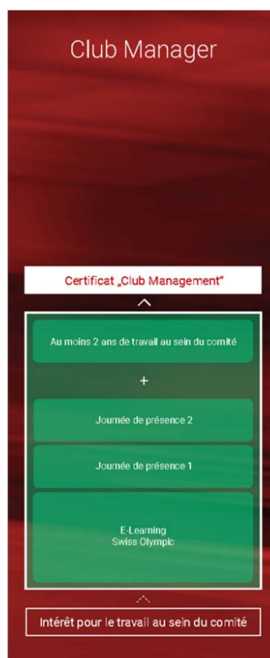 Club Manager
Certificat „Club Management“
Au moins 2 ans de travail au sein du comité
+
Journée de présence 2
Journée de présence 1
E-Learning
Swiss Olympic
Intérêt pour le travail au sein du comité